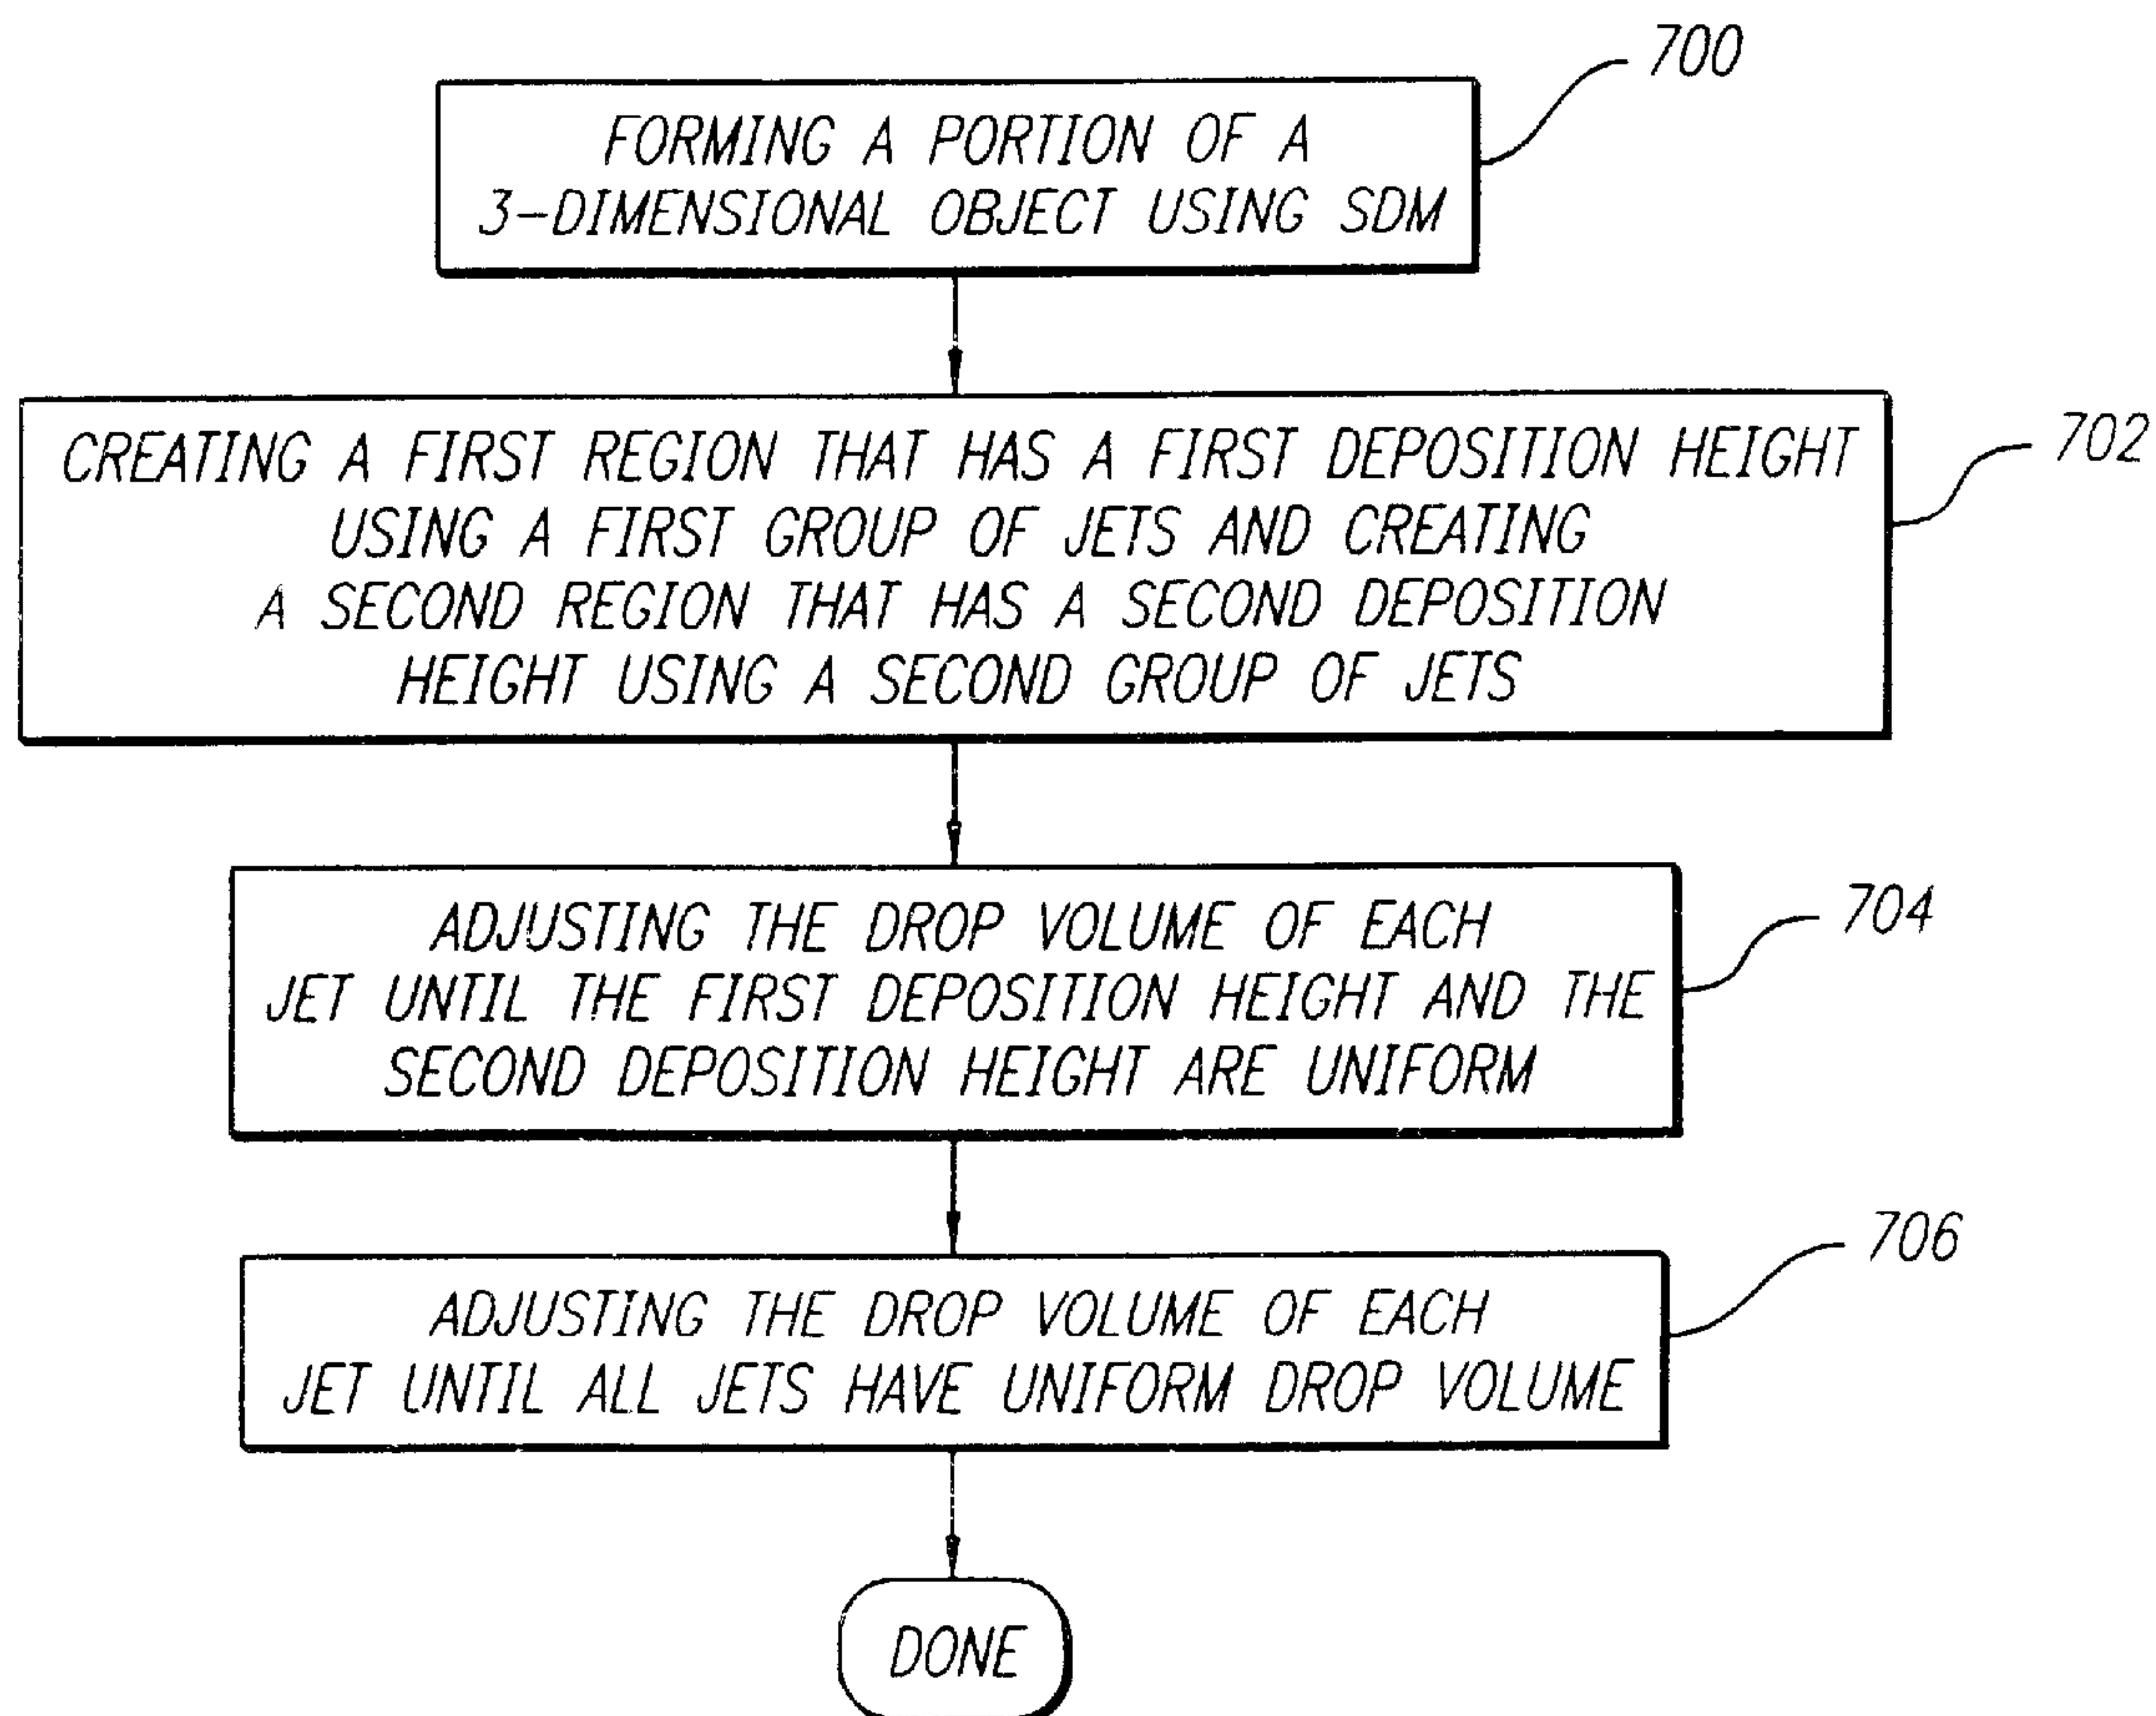 700
FORMING A PORTION OF A
3-DIMENSIONAL OBJECT USING SDM
702
CREATING A FIRST REGION THAT HAS A FIRST DEPOSITION HEIGHT
USING A FIRST GROUP OF JETS AND CREATING
A SECOND REGION THAT HAS A SECOND DEPOSITION
HEIGHT USING A SECOND GROUP OF JETS
704
ADJUSTING THE DROP VOLUME OF EACH
JET UNTIL THE FIRST DEPOSITION HEIGHT AND THE
SECOND DEPOSITION HEIGHT ARE UNIFORM
706
ADJUSTING THE DROP VOLUME OF EACH
JET UNTIL ALL JETS HAVE UNIFORM DROP VOLUME
DONE